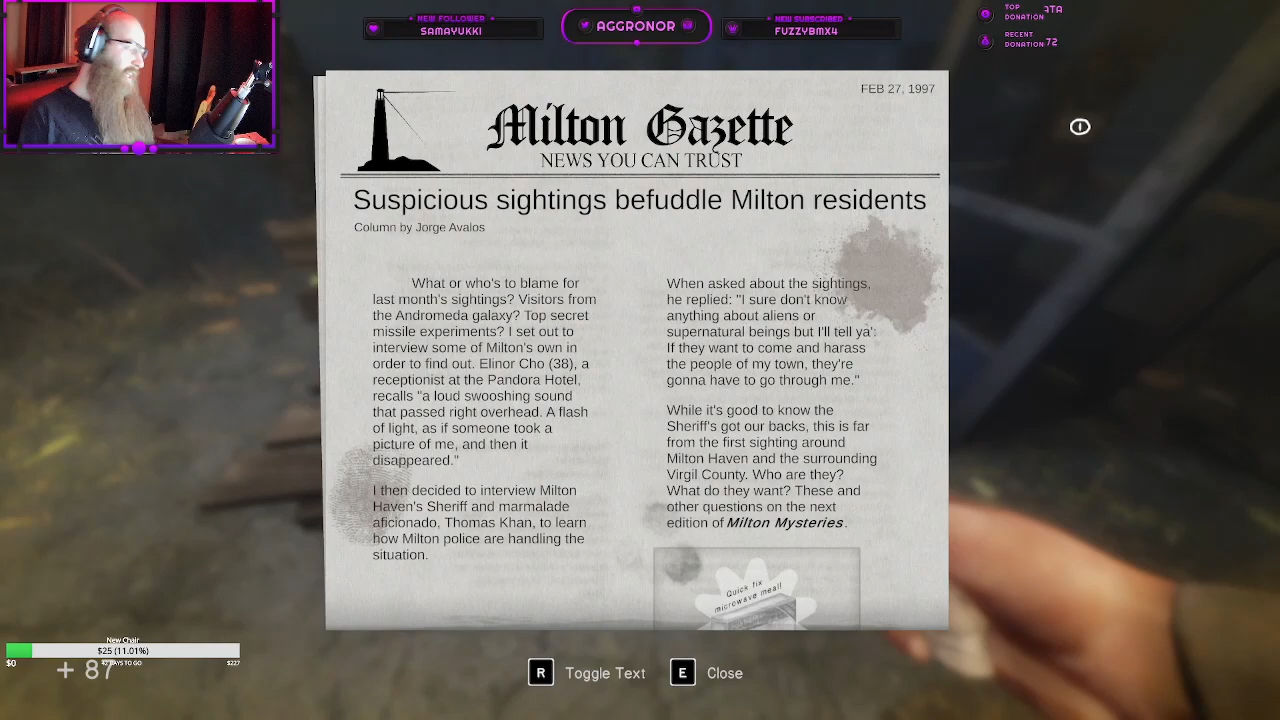 NEW FOLLOWER
SAMAYUKKI
AGGRONOR
NEW SUBSCRIBED
FUZZYBMX4
TOP
DONATION
RECENT
DONATION
72
FEB 27, 1997
Milton Gazette
NEWS YOU CAN TRUST
Suspicious sightings befuddle Milton residents
Column by Jorge Avalos
What or who's to blame for
last month's sightings? Visitors from
the Andromeda galaxy? Top secret
missile experiments? I set out to
interview some of Milton's own in
order to find out. Elinor Cho (38), a
receptionist at the Pandora Hotel,
recalls "a loud swooshing sound
that passed right overhead. A flash
of light, as if someone took a
picture of me, and then it
disappeared."
I then decided to interview Milton
Haven's Sheriff and marmalade
aficionado, Thomas Khan, to learn
how Milton police are handling the
situation.
When asked about the sightings,
he replied: "I sure don't know
anything about aliens or
supernatural beings but I'll tell ya':
If they want to come and harass
the people of my town, they're
gonna have to go through me."
While it's good to know the
Sheriff's got our backs, this is far
from the first sighting around
Milton Haven and the surrounding
Virgil County. Who are they?
What do they want? These and
other questions on the next
edition of Milton Mysteries.
Quick fix
microwave meal!
New Chair
$25 (11.01%)
$0
42 DAYS TO GO
$227
+ 87
R Toggle Text E Close